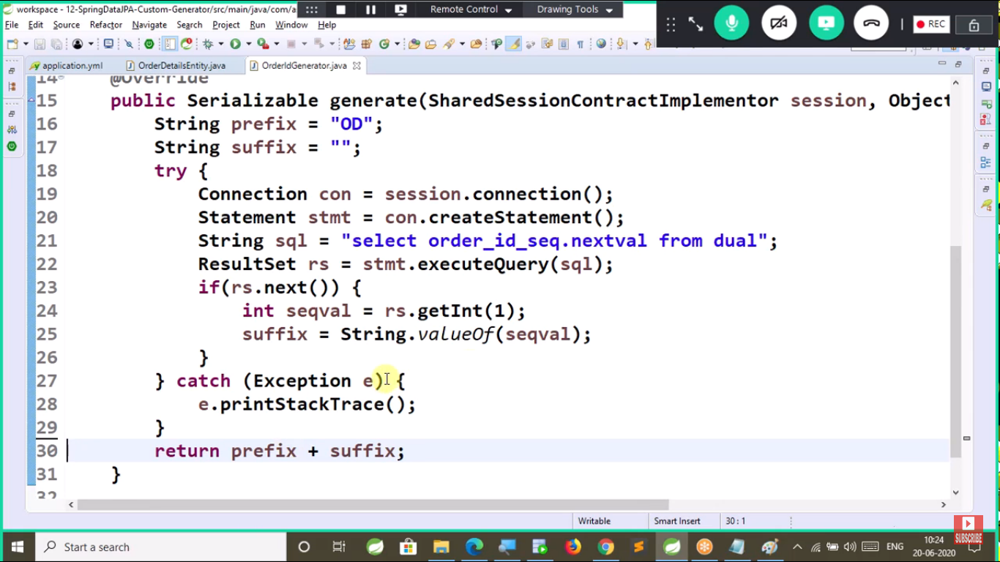 workspace - 12-SpringDataJPA-Custom-Generator/src/main/java/com/a
Remote Control
Drawing Tools
REC
File Edit Source Refactor Navigate Search Project Run Window Help
application.yml OrderDetailsEntity.java OrderIdGenerator.java
14 @Override
15 public Serializable generate(SharedSessionContractImplementor session, Object
16 String prefix = "OD";
17 String suffix = "";
18 try {
19 Connection con = session.connection();
20 Statement stmt = con.createStatement();
21 String sql = "select order_id_seq.nextval from dual";
22 ResultSet rs = stmt.executeQuery(sql);
23 if(rs.next()) {
24 int seqval = rs.getInt(1);
25 suffix = String.valueOf(seqval);
26 }
27 } catch (Exception e) {
28 e.printStackTrace();
29 }
30 return prefix + suffix;
31 }
32
Writable Smart Insert 30 : 1
SUBSCRIBE
Start a search
ENG
10:24
20-06-2020